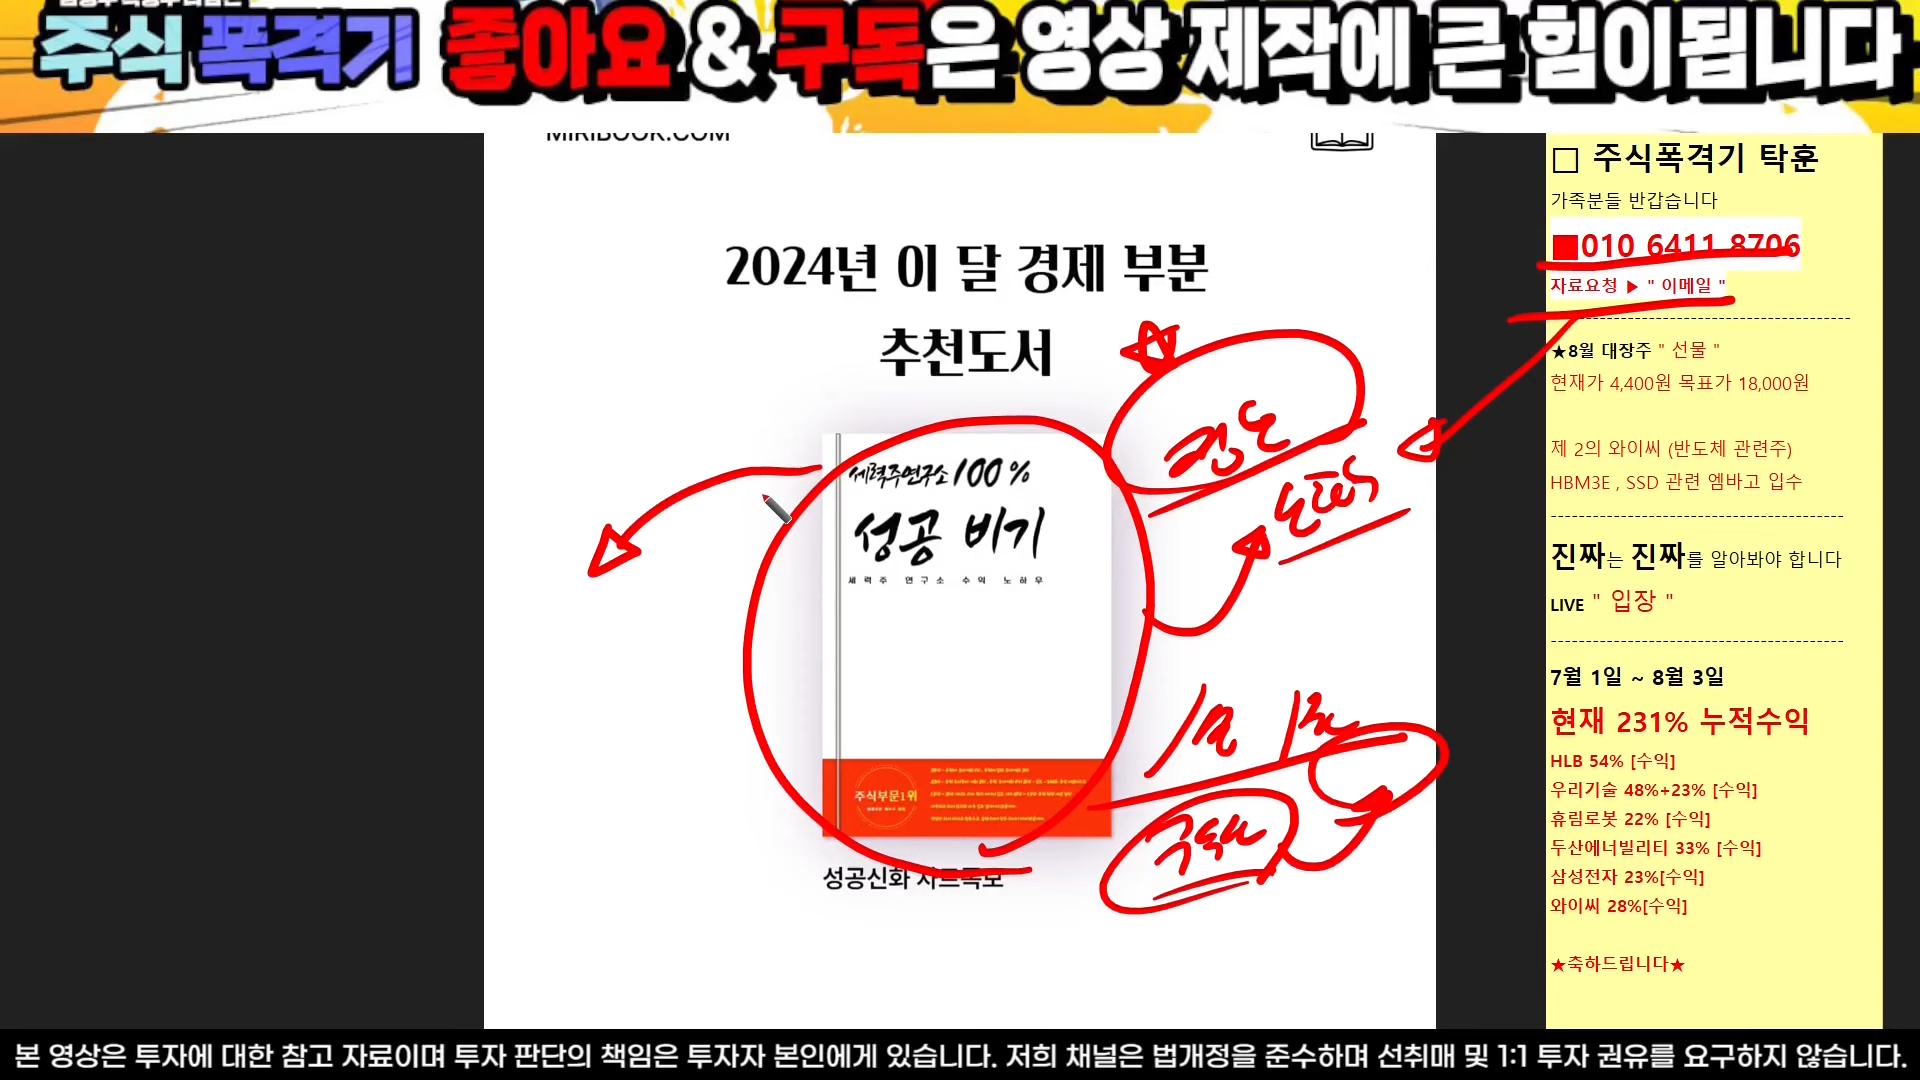 주식 폭격기 좋아요 & 구독은 영상 제작에 큰 힘이됩니다
MIRIBOOK.COM
2024년 이 달 경제 부분
추천도서
세력주연구소 100 %
성공 비기
세력주 연구소 수익 노하우
주식부문1위
성공신화 차트독보
□ 주식폭격기 탁훈
가족분들 반갑습니다
■010 6411 8706
자료요청 ▶ " 이메일 "
----------------------------------------
★8월 대장주 " 선물 "
현재가 4,400원 목표가 18,000원
제 2의 와이씨 (반도체 관련주)
HBM3E , SSD 관련 엠바고 입수
----------------------------------------
진짜는 진짜를 알아봐야 합니다
LIVE " 입장 "
----------------------------------------
7월 1일 ~ 8월 3일
현재 231% 누적수익
HLB 54% [수익]
우리기술 48%+23% [수익]
휴림로봇 22% [수익]
두산에너빌리티 33% [수익]
삼성전자 23%[수익]
와이씨 28%[수익]
★축하드립니다★
본 영상은 투자에 대한 참고 자료이며 투자 판단의 책임은 투자자 본인에게 있습니다. 저희 채널은 법개정을 준수하며 선취매 및 1:1 투자 권유를 요구하지 않습니다.